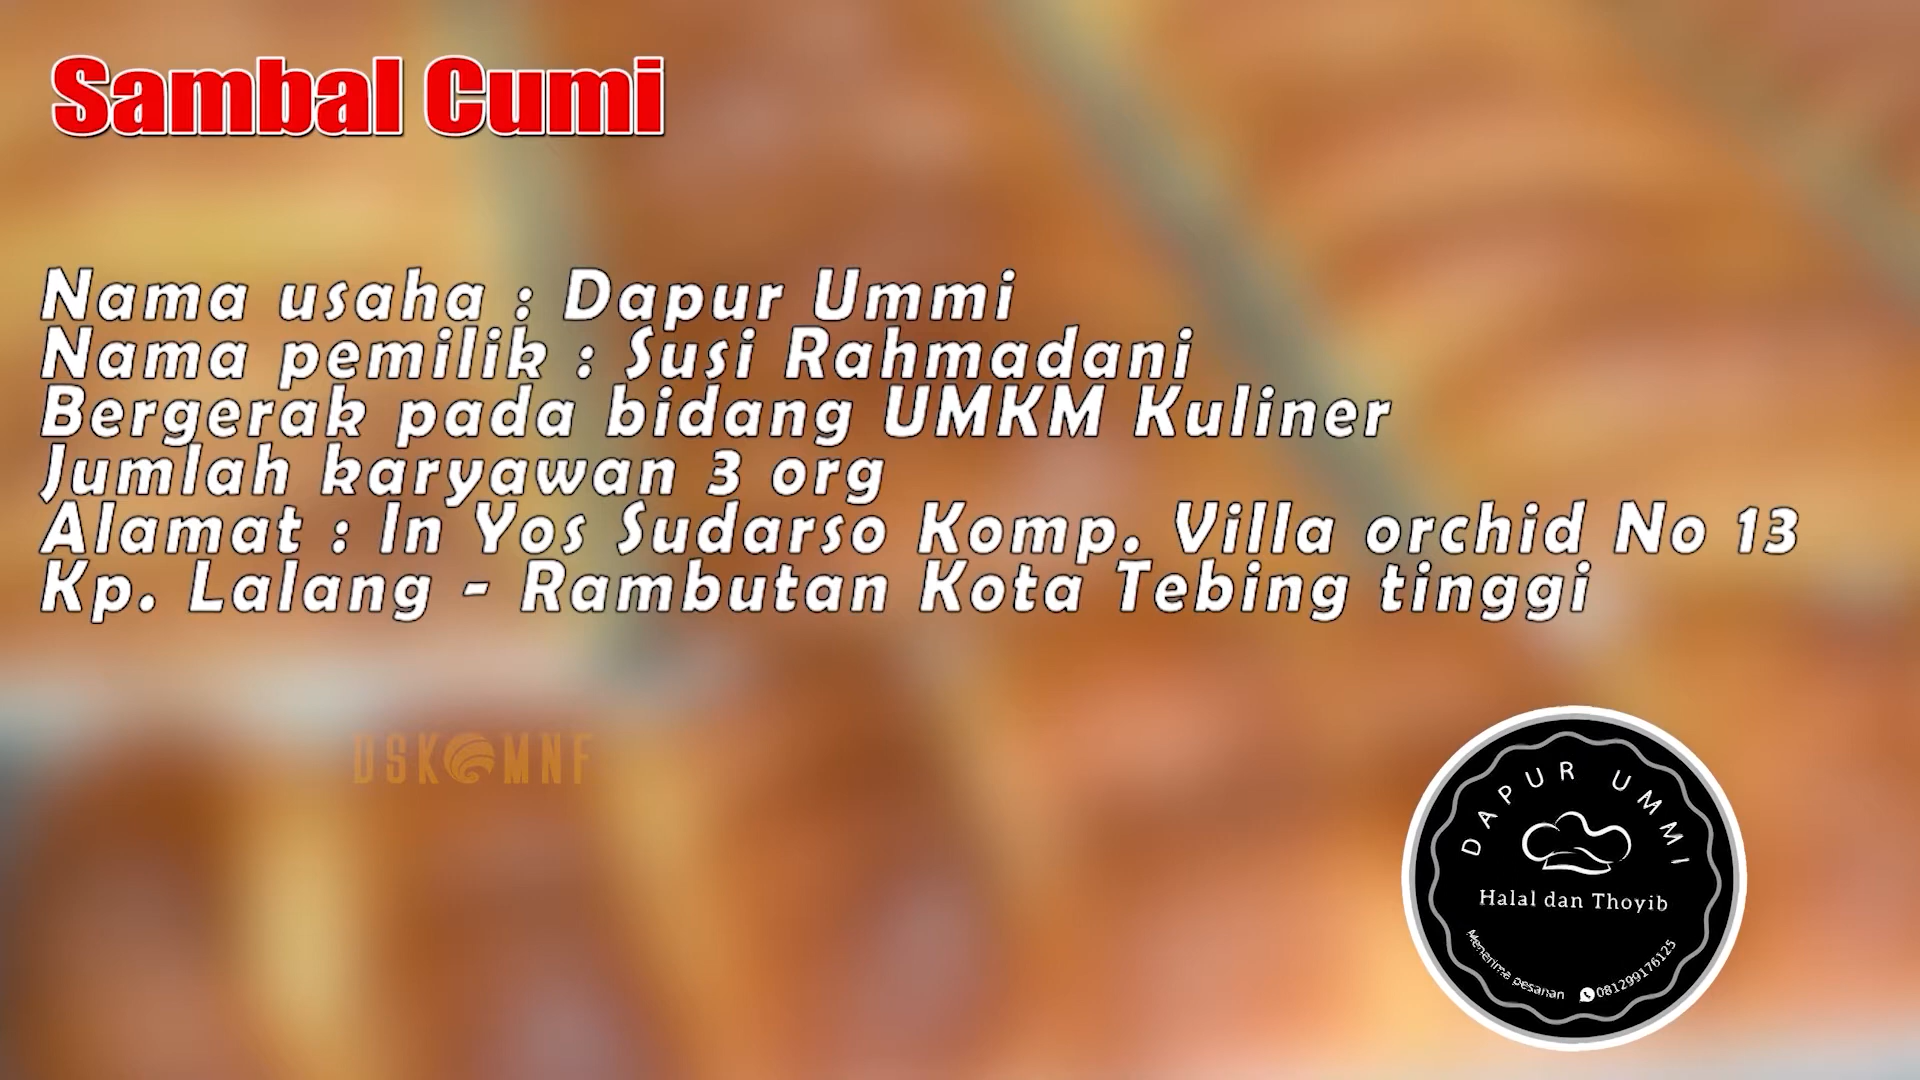 Sambal Cumi
Nama usaha : Dapur Ummi
Nama pemilik : Susi Rahmadani
Bergerak pada bidang UMKM Kuliner
Jumlah karyawan 3 org
Alamat : ln Yos Sudarso Komp. Villa orchid No 13
Kp. Lalang - Rambutan Kota Tebing tinggi
DSKOMNF
DAPUR UMMI
Halal dan Thoyib
Menerima pesanan 081299176125